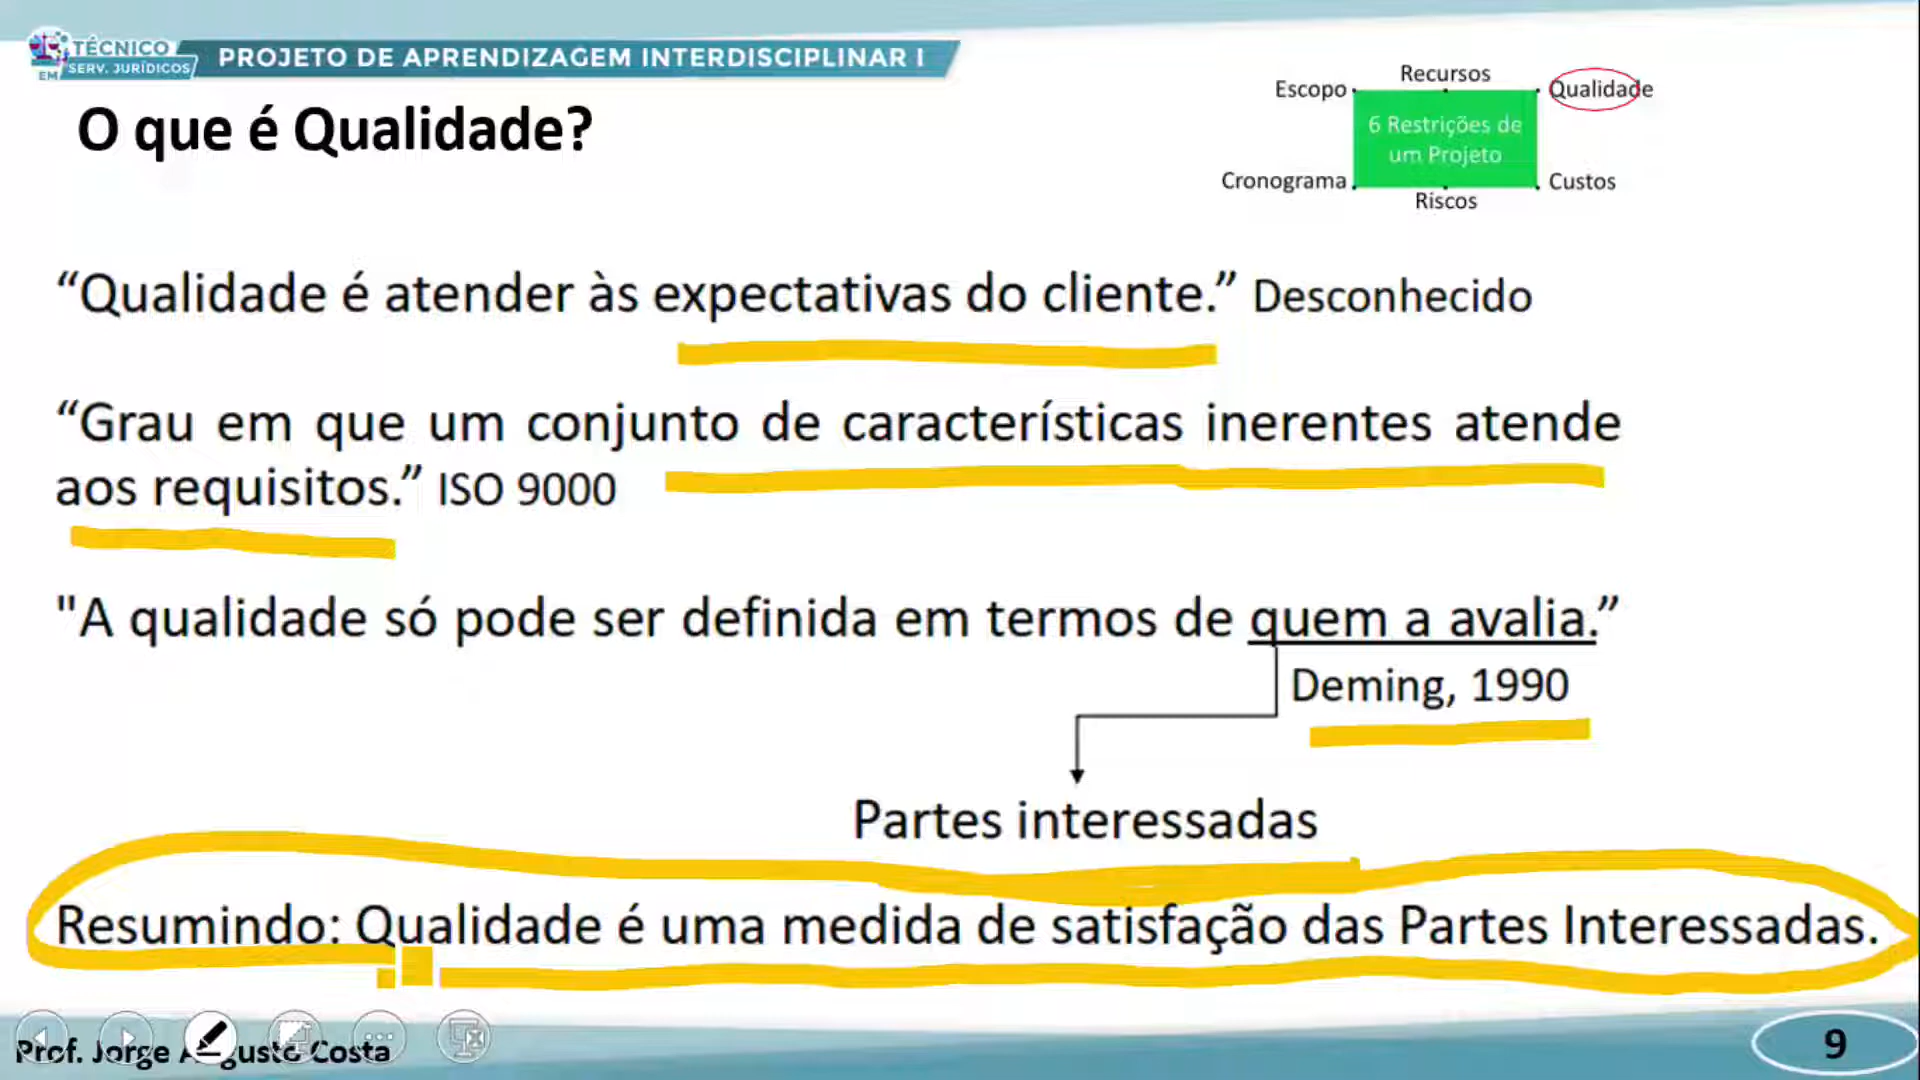 TÉCNICO
EM SERV. JURÍDICOS
PROJETO DE APRENDIZAGEM INTERDISCIPLINAR I
O que é Qualidade?
Recursos
Escopo
Qualidade
6 Restrições de
um Projeto
Cronograma
Custos
Riscos
“Qualidade é atender às expectativas do cliente.” Desconhecido
“Grau em que um conjunto de características inerentes atende
aos requisitos.” ISO 9000
"A qualidade só pode ser definida em termos de quem a avalia.”
Deming, 1990
Partes interessadas
Resumindo: Qualidade é uma medida de satisfação das Partes Interessadas.
Prof. Jorge Augusto Costa
9